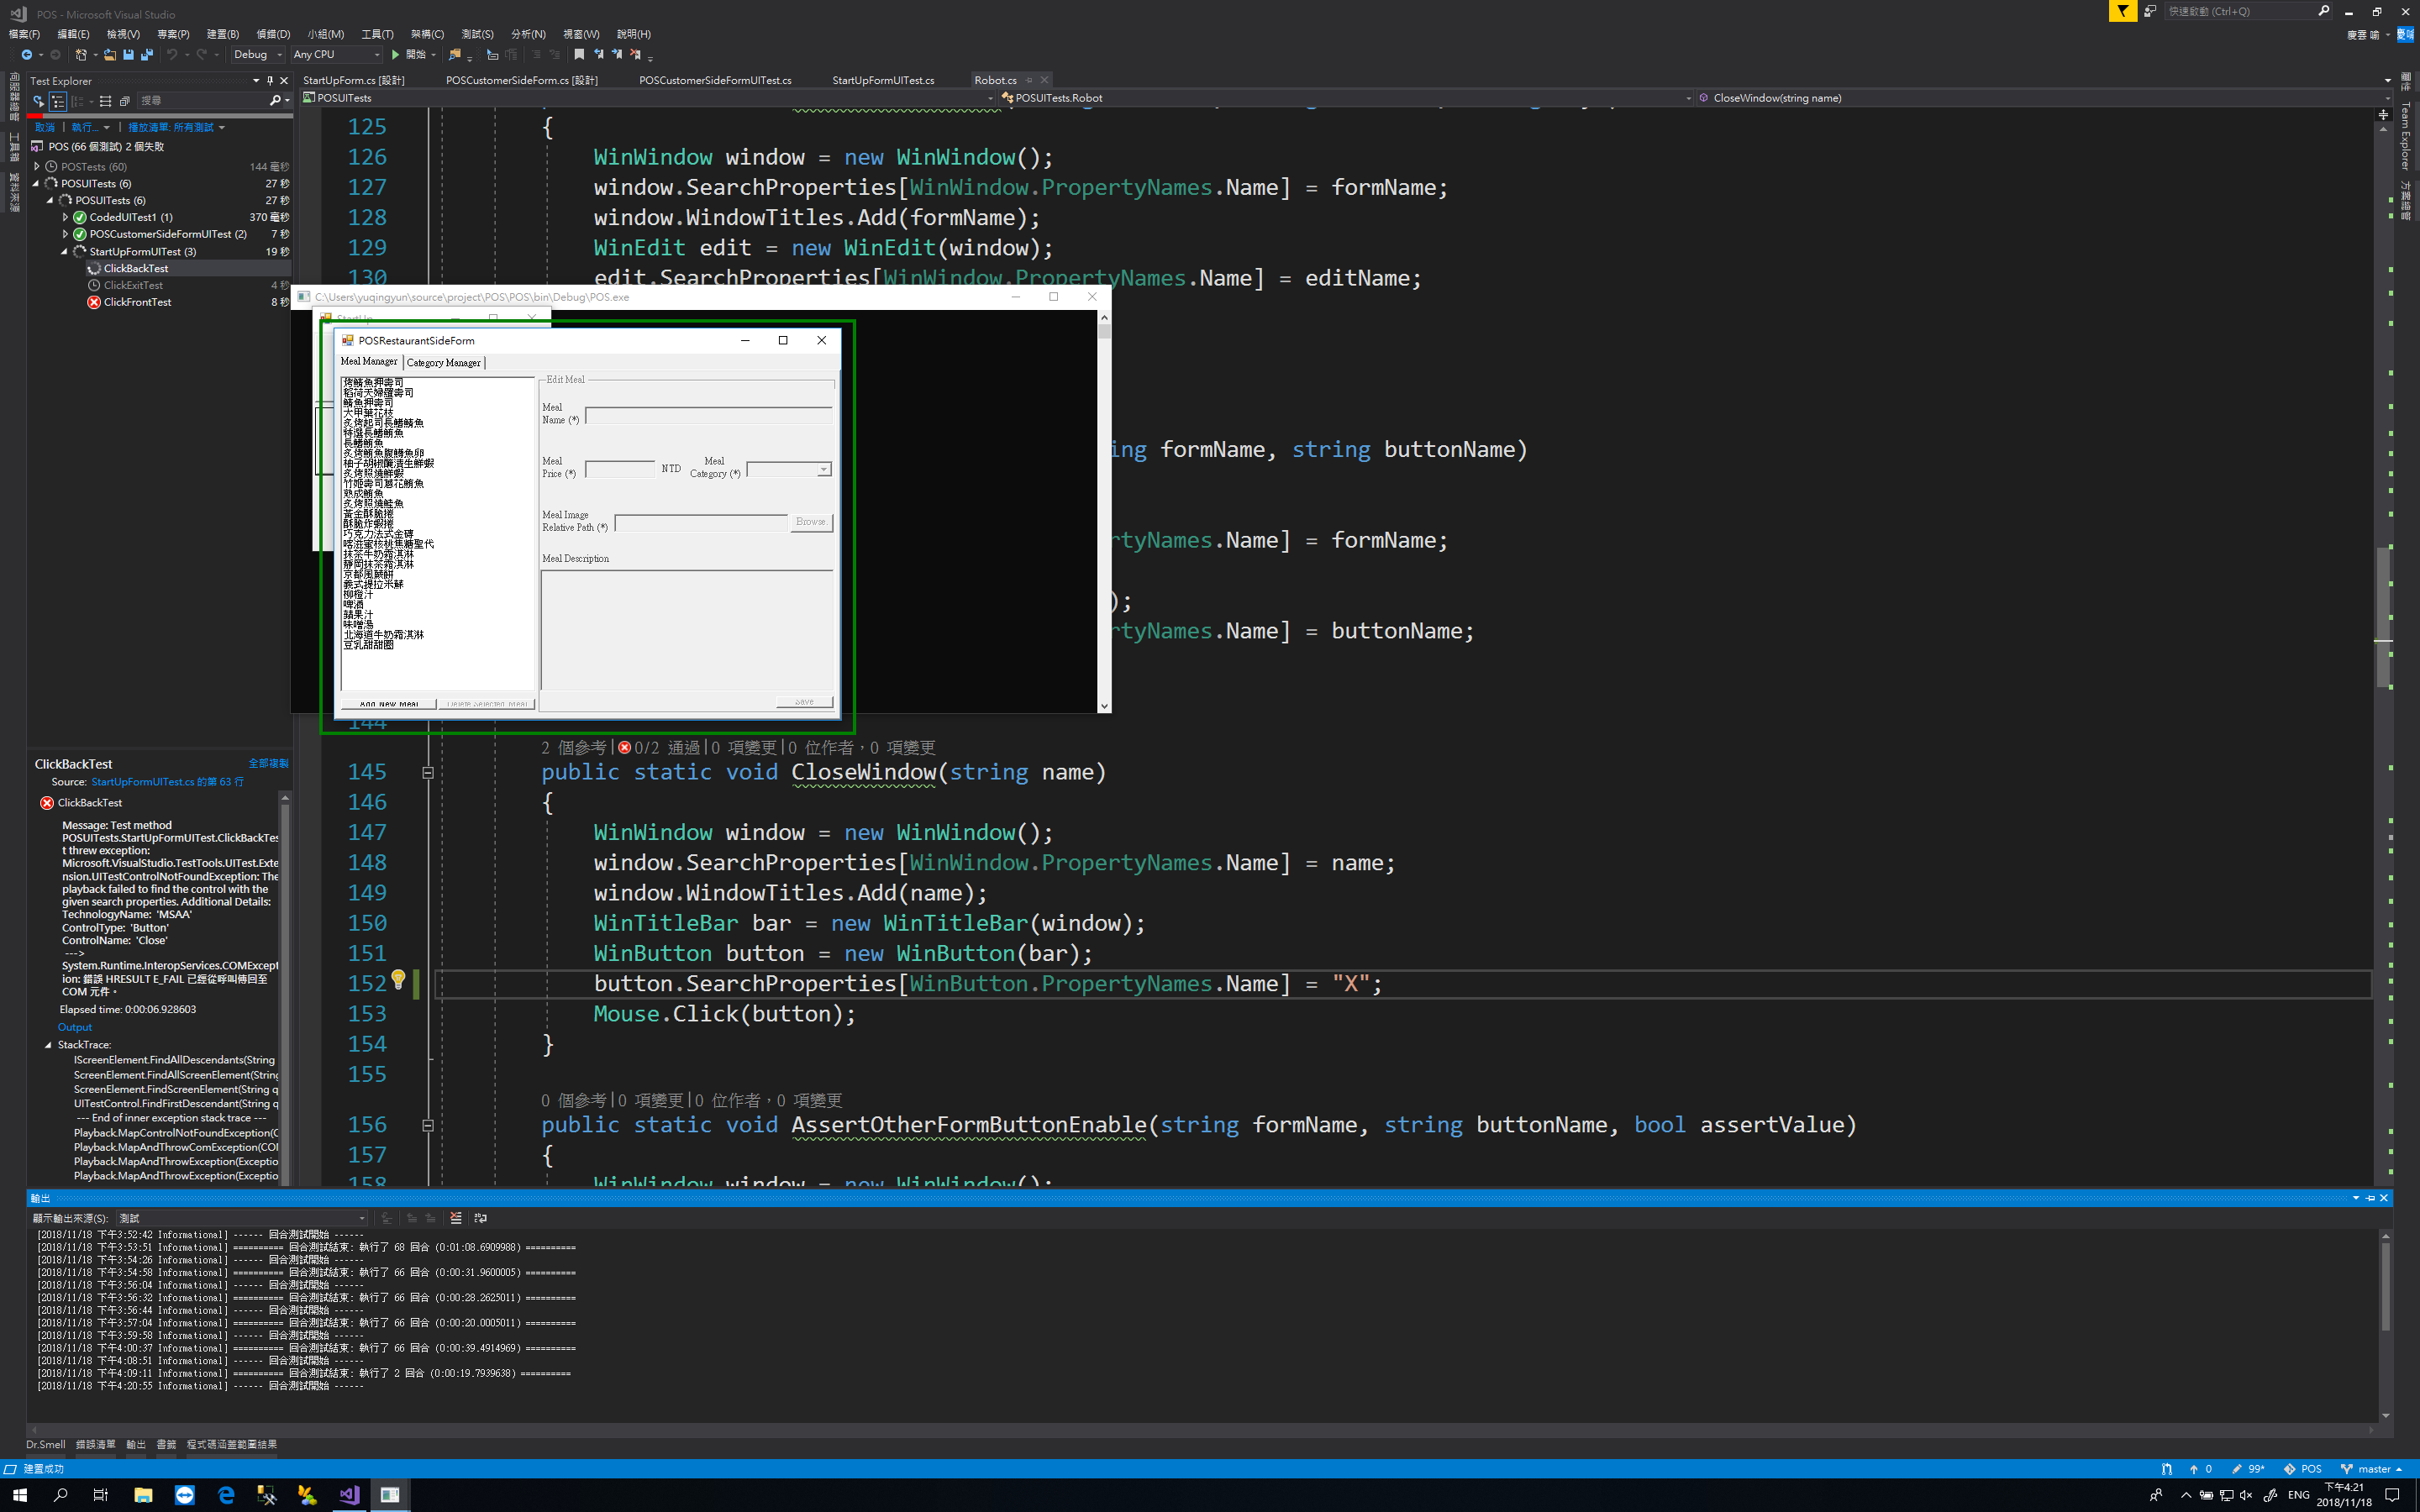 POS - Microsoft Visual Studio
快速啟動 (Ctrl+Q)
檔案(F) 編輯(E) 檢視(V) 專案(P) 建置(B) 偵錯(D) 小組(M) 工具(T) 架構(C) 測試(S) 分析(N) 視窗(W) 說明(H)
Debug Any CPU 開始
Test Explorer
搜尋
取消 | 執行... | 播放清單: 所有測試
POS (66 個測試) 2 個失敗
POSTests (60) 144 毫秒
POSUITests (6) 27 秒
POSUITests (6) 27 秒
CodedUITest1 (1) 370 毫秒
POSCustomerSideFormUITest (2) 7 秒
StartUpFormUITest (3) 19 秒
ClickBackTest
ClickExitTest 4 秒
ClickFrontTest 8 秒
StartUpForm.cs [設計] POSCustomerSideForm.cs [設計] POSCustomerSideFormUITest.cs StartUpFormUITest.cs Robot.cs
POSUITests POSUITests.Robot CloseWindow(string name)
125 {
126 WinWindow window = new WinWindow();
127 window.SearchProperties[WinWindow.PropertyNames.Name] = formName;
128 window.WindowTitles.Add(formName);
129 WinEdit edit = new WinEdit(window);
130 edit.SearchProperties[WinWindow.PropertyNames.Name] = editName;
C:\Users\yuqingyun\source\project\POS\POS\bin\Debug\POS.exe
StartUp
POSRestaurantSideForm
Meal Manager Category Manager
烤鯖魚押壽司
稻荷天婦羅壽司
鯖魚押壽司
大甲葉花枝
炙烤起司長鰭鮪魚
特選長鰭鮪魚
長鰭鮪魚
炙烤鮪魚腹鱘魚卵
柚子胡椒醃漬生鮮蝦
炙烤照燒鮮蝦
竹姬壽司蔥花鮪魚
熟成鮪魚
炙烤照燒鮭魚
黃金酥脆捲
酥脆炸蝦捲
巧克力法式金磚
抹茶牛奶霜淇淋
靜岡抹茶霜淇淋
京都風蕨餅
義式提拉米蘇
柳橙汁
啤酒
蘋果汁
味噌湯
北海道牛奶霜淇淋
豆乳甜甜圈
Add New Meal Delete Selected Meal
Edit Meal
Meal Name (*)
Meal Price (*) NTD Meal Category (*)
Meal Image Relative Path (*) Browse.
Meal Description
Save
ing formName, string buttonName)
rtyNames.Name] = formName;
);
rtyNames.Name] = buttonName;
144
2 個參考|0/2 通過|0 項變更|0 位作者，0 項變更
145 public static void CloseWindow(string name)
146 {
147 WinWindow window = new WinWindow();
148 window.SearchProperties[WinWindow.PropertyNames.Name] = name;
149 window.WindowTitles.Add(name);
150 WinTitleBar bar = new WinTitleBar(window);
151 WinButton button = new WinButton(bar);
152 button.SearchProperties[WinButton.PropertyNames.Name] = "X";
153 Mouse.Click(button);
154 }
155
0 個參考|0 項變更|0 位作者，0 項變更
156 public static void AssertOtherFormButtonEnable(string formName, string buttonName, bool assertValue)
157 {
158 WinWindow window = new WinWindow();
ClickBackTest 全部複製
Source: StartUpFormUITest.cs 的第 63 行
ClickBackTest
Message: Test method
POSUITests.StartUpFormUITest.ClickBackTes
t threw exception:
Microsoft.VisualStudio.TestTools.UITest.Exte
nsion.UITestControlNotFoundException: The
playback failed to find the control with the
given search properties. Additional Details:
TechnologyName: 'MSAA'
ControlType: 'Button'
ControlName: 'Close'
--->
System.Runtime.InteropServices.COMExcept
ion: 錯誤 HRESULT E_FAIL 已經從呼叫傳回至
COM 元件。
Elapsed time: 0:00:06.928603
Output
StackTrace:
IScreenElement.FindAllDescendants(String
ScreenElement.FindAllScreenElement(String
ScreenElement.FindScreenElement(String q
UITestControl.FindFirstDescendant(String q
--- End of inner exception stack trace ---
Playback.MapControlNotFoundException(C
Playback.MapAndThrowComException(COI
Playback.MapAndThrowException(Exceptio
Playback.MapAndThrowException(Exceptio
輸出
顯示輸出來源(S): 測試
[2018/11/18 下午3:52:42 Informational] ------ 回合測試開始 ------
[2018/11/18 下午3:53:51 Informational] ========== 回合測試結束: 執行了 68 回合 (0:01:08.6909988) ==========
[2018/11/18 下午3:54:26 Informational] ------ 回合測試開始 ------
[2018/11/18 下午3:54:58 Informational] ========== 回合測試結束: 執行了 66 回合 (0:00:31.9600005) ==========
[2018/11/18 下午3:56:04 Informational] ------ 回合測試開始 ------
[2018/11/18 下午3:56:32 Informational] ========== 回合測試結束: 執行了 66 回合 (0:00:28.2625011) ==========
[2018/11/18 下午3:56:44 Informational] ------ 回合測試開始 ------
[2018/11/18 下午3:57:04 Informational] ========== 回合測試結束: 執行了 66 回合 (0:00:20.0005011) ==========
[2018/11/18 下午3:59:58 Informational] ------ 回合測試開始 ------
[2018/11/18 下午4:00:37 Informational] ========== 回合測試結束: 執行了 66 回合 (0:00:39.4914969) ==========
[2018/11/18 下午4:08:51 Informational] ------ 回合測試開始 ------
[2018/11/18 下午4:09:11 Informational] ========== 回合測試結束: 執行了 2 回合 (0:00:19.7939638) ==========
[2018/11/18 下午4:20:55 Informational] ------ 回合測試開始 ------
Dr.Smell 錯誤清單 輸出 書籤 程式碼涵蓋範圍結果
建置成功
0 99* POS master
ENG
下午4:21
2018/11/18
Team Explorer